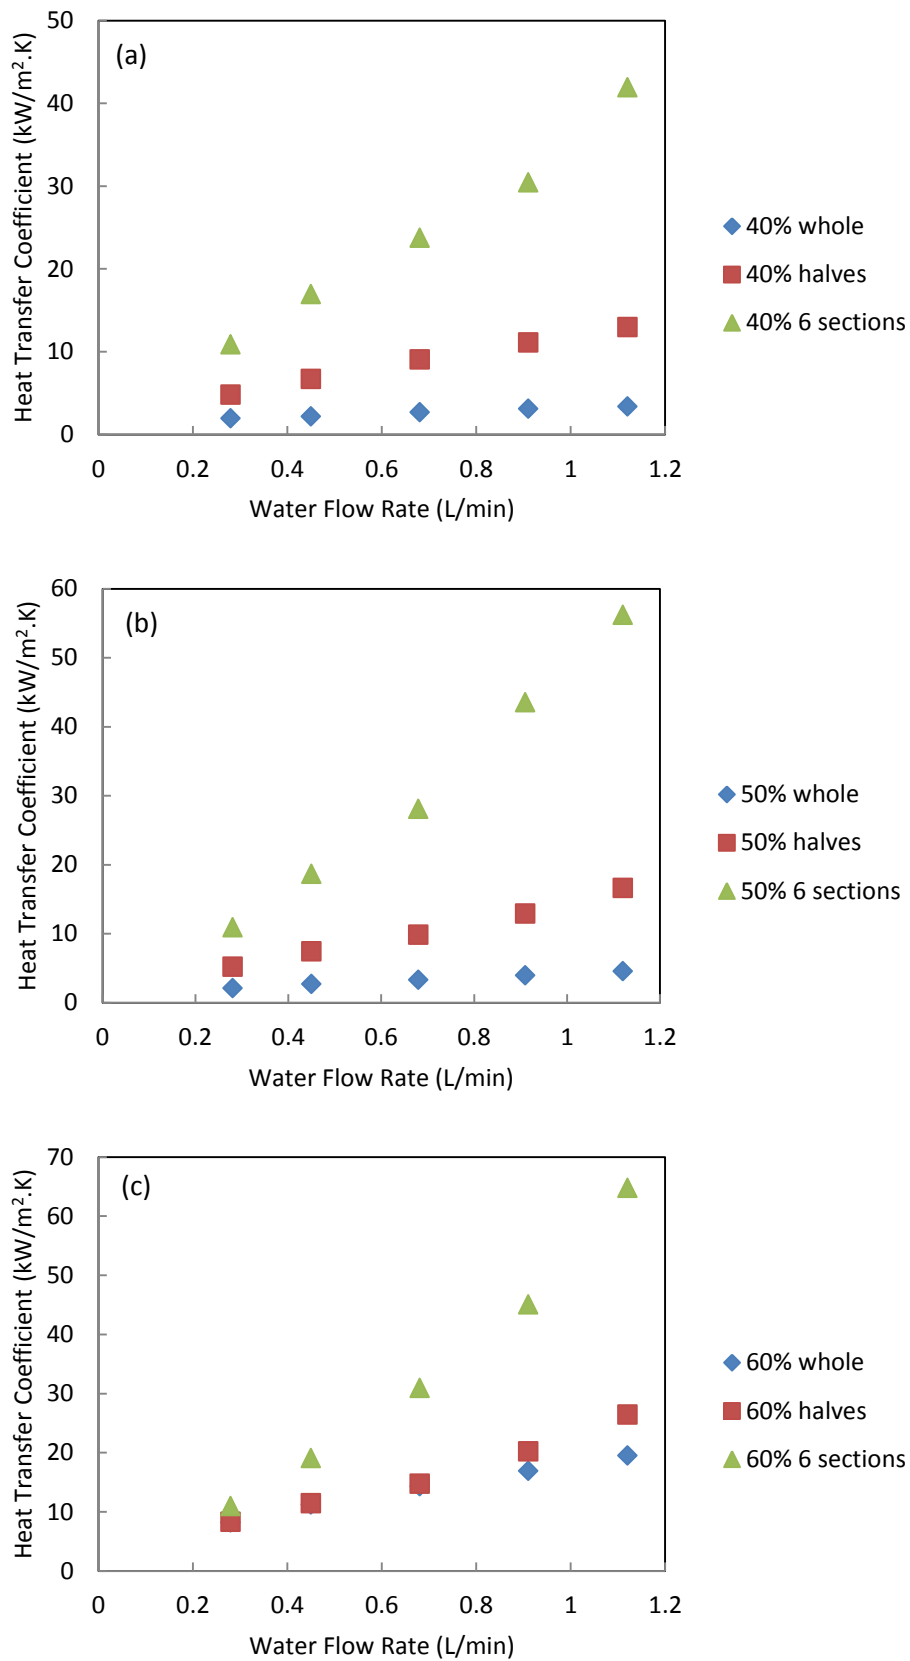 Heat Transfer Coefficient (kW/m².K)
50
40
30
20
10
0
(a)
0 0.2 0.4 0.6 0.8 1 1.2
Water Flow Rate (L/min)
40% whole
40% halves
40% 6 sections
Heat Transfer Coefficient (kW/m².K)
60
50
40
30
20
10
0
(b)
0 0.2 0.4 0.6 0.8 1 1.2
Water Flow Rate (L/min)
50% whole
50% halves
50% 6 sections
Heat Transfer Coefficient (kW/m².K)
70
60
50
40
30
20
10
0
(c)
0 0.2 0.4 0.6 0.8 1 1.2
Water Flow Rate (L/min)
60% whole
60% halves
60% 6 sections